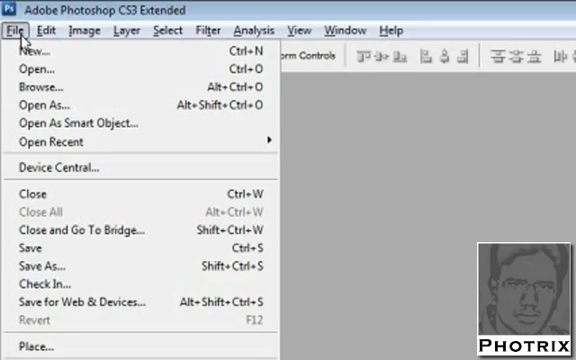 Ps Adobe Photoshop CS3 Extended
File Edit Image Layer Select Filter Analysis View Window Help
New... Ctrl+N
Open... Ctrl+O
orm Controls
Browse... Alt+Ctrl+O
Open As... Alt+Shift+Ctrl+O
Open As Smart Object...
Open Recent
Device Central...
Close Ctrl+W
Close All Alt+Ctrl+W
Close and Go To Bridge... Shift+Ctrl+W
Save Ctrl+S
Save As... Shift+Ctrl+S
Check In...
Save for Web & Devices... Alt+Shift+Ctrl+S
Revert F12
Place...
PHOTRIX